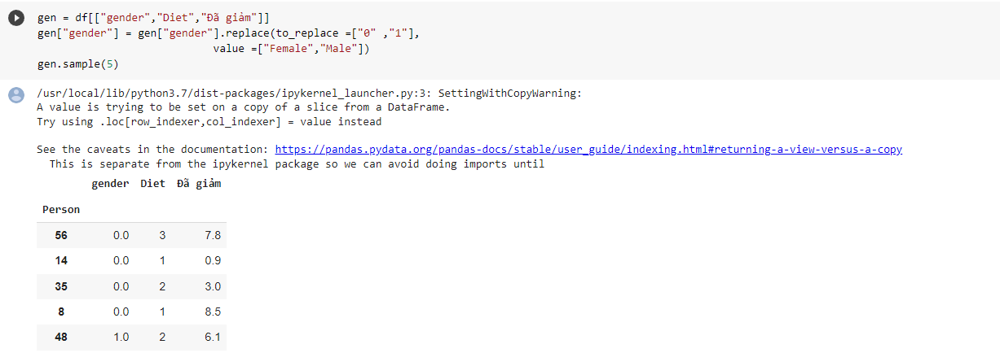 gen = df[["gender","Diet","Đã giảm"]]
gen["gender"] = gen["gender"].replace(to_replace =["0" ,"1"],
                            value =["Female","Male"])
gen.sample(5)
/usr/local/lib/python3.7/dist-packages/ipykernel_launcher.py:3: SettingWithCopyWarning:
A value is trying to be set on a copy of a slice from a DataFrame.
Try using .loc[row_indexer,col_indexer] = value instead
See the caveats in the documentation: https://pandas.pydata.org/pandas-docs/stable/user_guide/indexing.html#returning-a-view-versus-a-copy
  This is separate from the ipykernel package so we can avoid doing imports until
gender Diet Đã giảm
Person
56 0.0 3 7.8
14 0.0 1 0.9
35 0.0 2 3.0
8 0.0 1 8.5
48 1.0 2 6.1